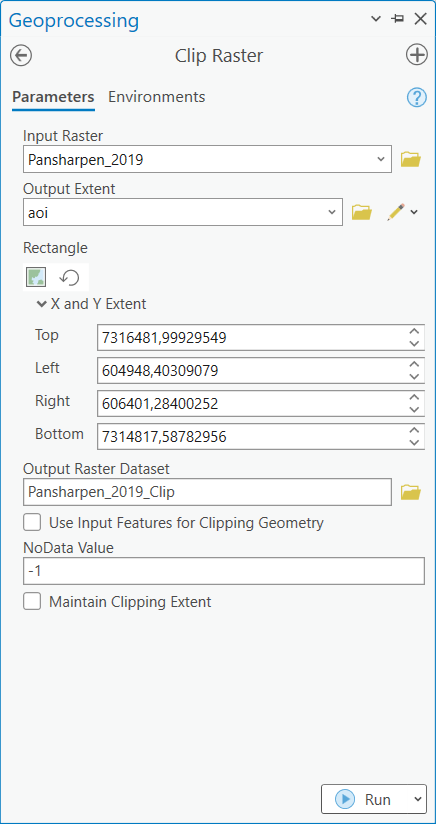 Geoprocessing
Clip Raster
Parameters Environments
Input Raster
Pansharpen_2019
Output Extent
aoi
Rectangle
X and Y Extent
Top 7316481,99929549
Left 604948,40309079
Right 606401,28400252
Bottom 7314817,58782956
Output Raster Dataset
Pansharpen_2019_Clip
Use Input Features for Clipping Geometry
NoData Value
-1
Maintain Clipping Extent
Run